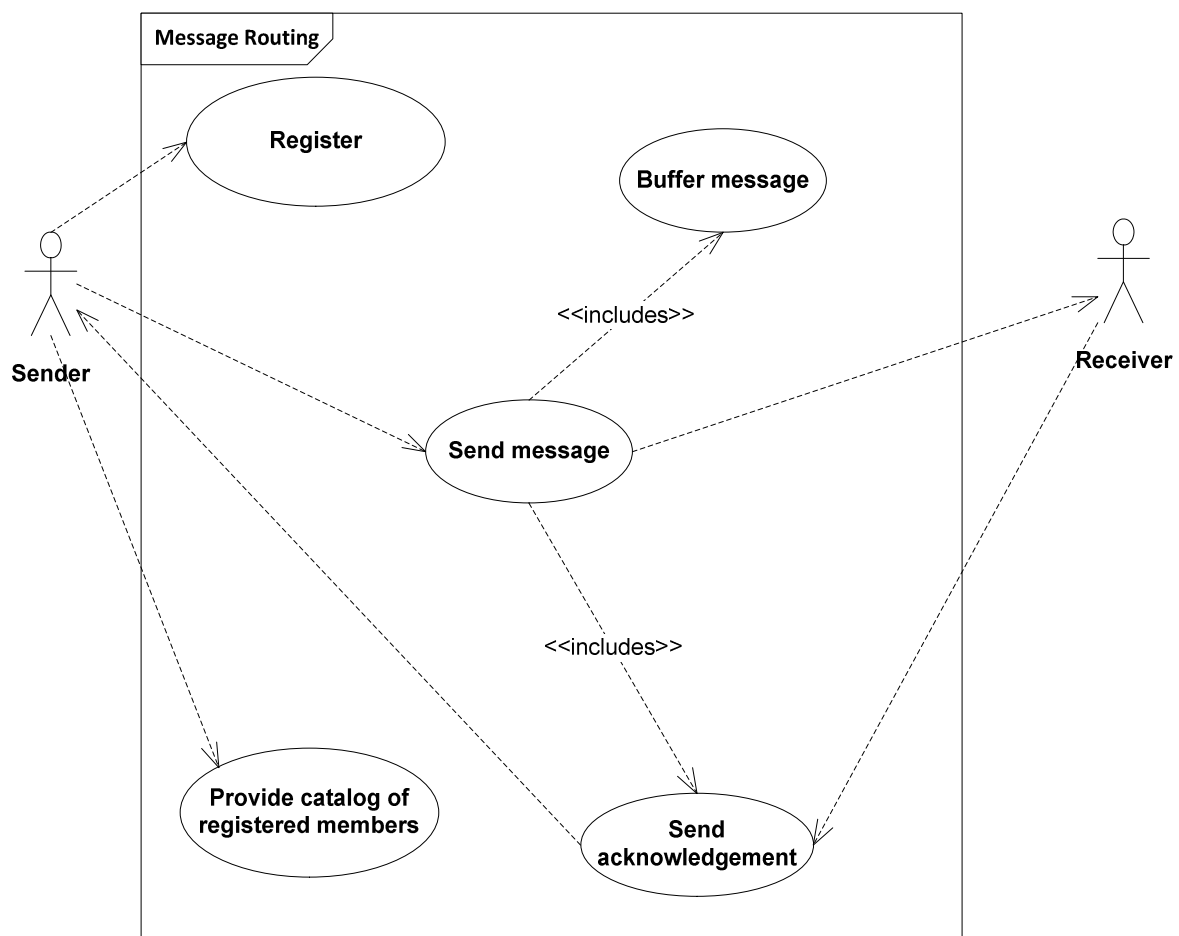 Message Routing
Register
Buffer message
<<includes>>
Sender
Receiver
Send message
<<includes>>
Provide catalog of
registered members
Send
acknowledgement